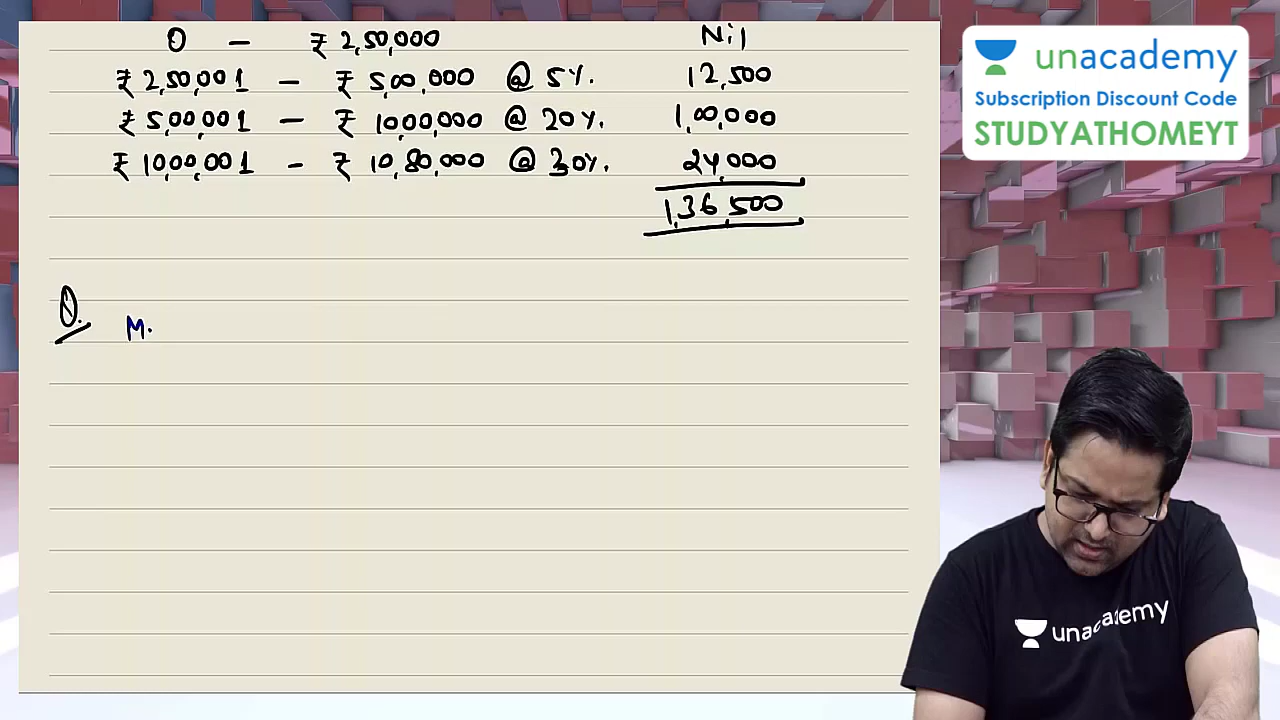 0 - ₹ 2,50,000 Nil
₹ 2,50,001 - ₹ 5,00,000 @ 5%. 12,500
₹ 5,00,001 - ₹ 10,00,000 @ 20%. 1,00,000
₹ 10,00,001 - ₹ 10,80,000 @ 30%. 24,000
1,36,500
Q. M.
unacademy
Subscription Discount Code
STUDYATHOMEYT
unacademy